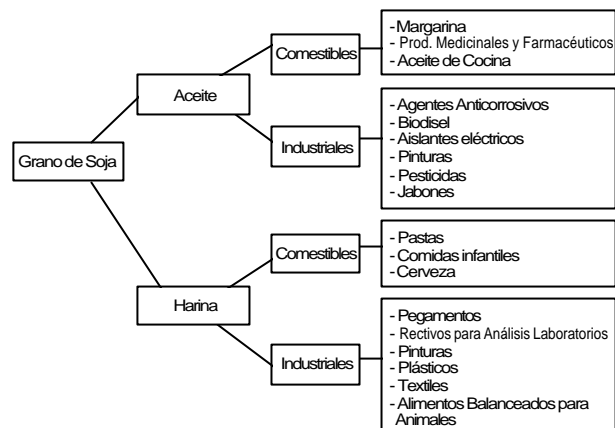 Grano de Soja
Aceite
Comestibles
- Margarina
- Prod. Medicinales y Farmacéuticos
- Aceite de Cocina
Industriales
- Agentes Anticorrosivos
- Biodisel
- Aislantes eléctricos
- Pinturas
- Pesticidas
- Jabones
Harina
Comestibles
- Pastas
- Comidas infantiles
- Cerveza
Industriales
- Pegamentos
- Rectivos para Análisis Laboratorios
- Pinturas
- Plásticos
- Textiles
- Alimentos Balanceados para
Animales